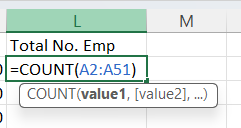 L
Total No. Emp
=COUNT(A2:A51)
COUNT(value1, [value2], ...)